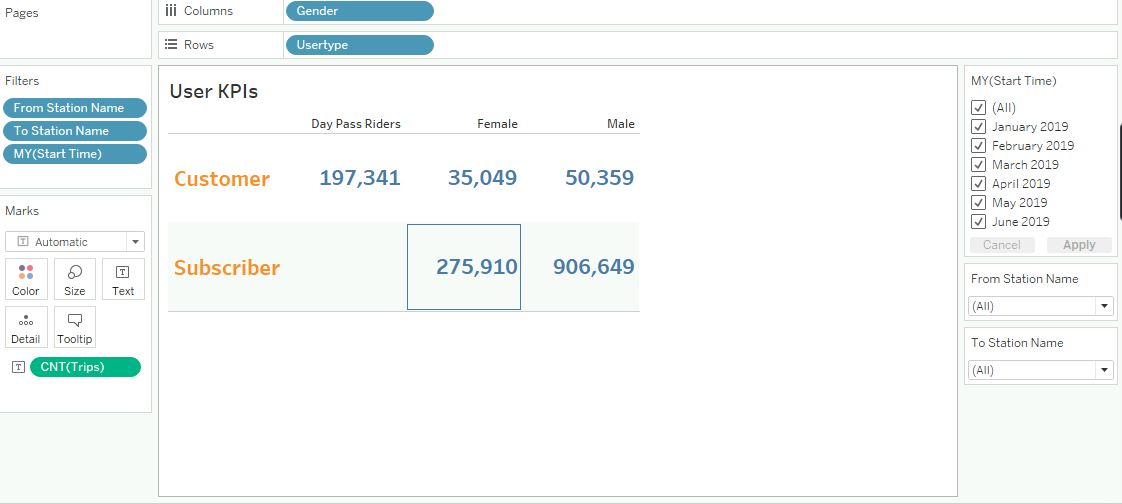 Pages
Columns Gender
Rows Usertype
Filters
From Station Name
To Station Name
MY(Start Time)
Marks
T Automatic
Color Size Text
Detail Tooltip
T CNT(Trips)
User KPIs
Day Pass Riders Female Male
Customer 197,341 35,049 50,359
Subscriber 275,910 906,649
MY(Start Time)
(All)
January 2019
February 2019
March 2019
April 2019
May 2019
June 2019
Cancel Apply
From Station Name
(All)
To Station Name
(All)